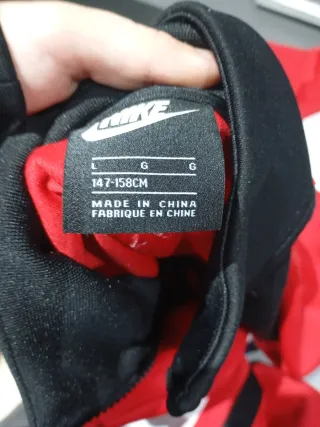 NIKE
L G G
147-158CM
MADE IN CHINA
FABRIQUE EN CHINE